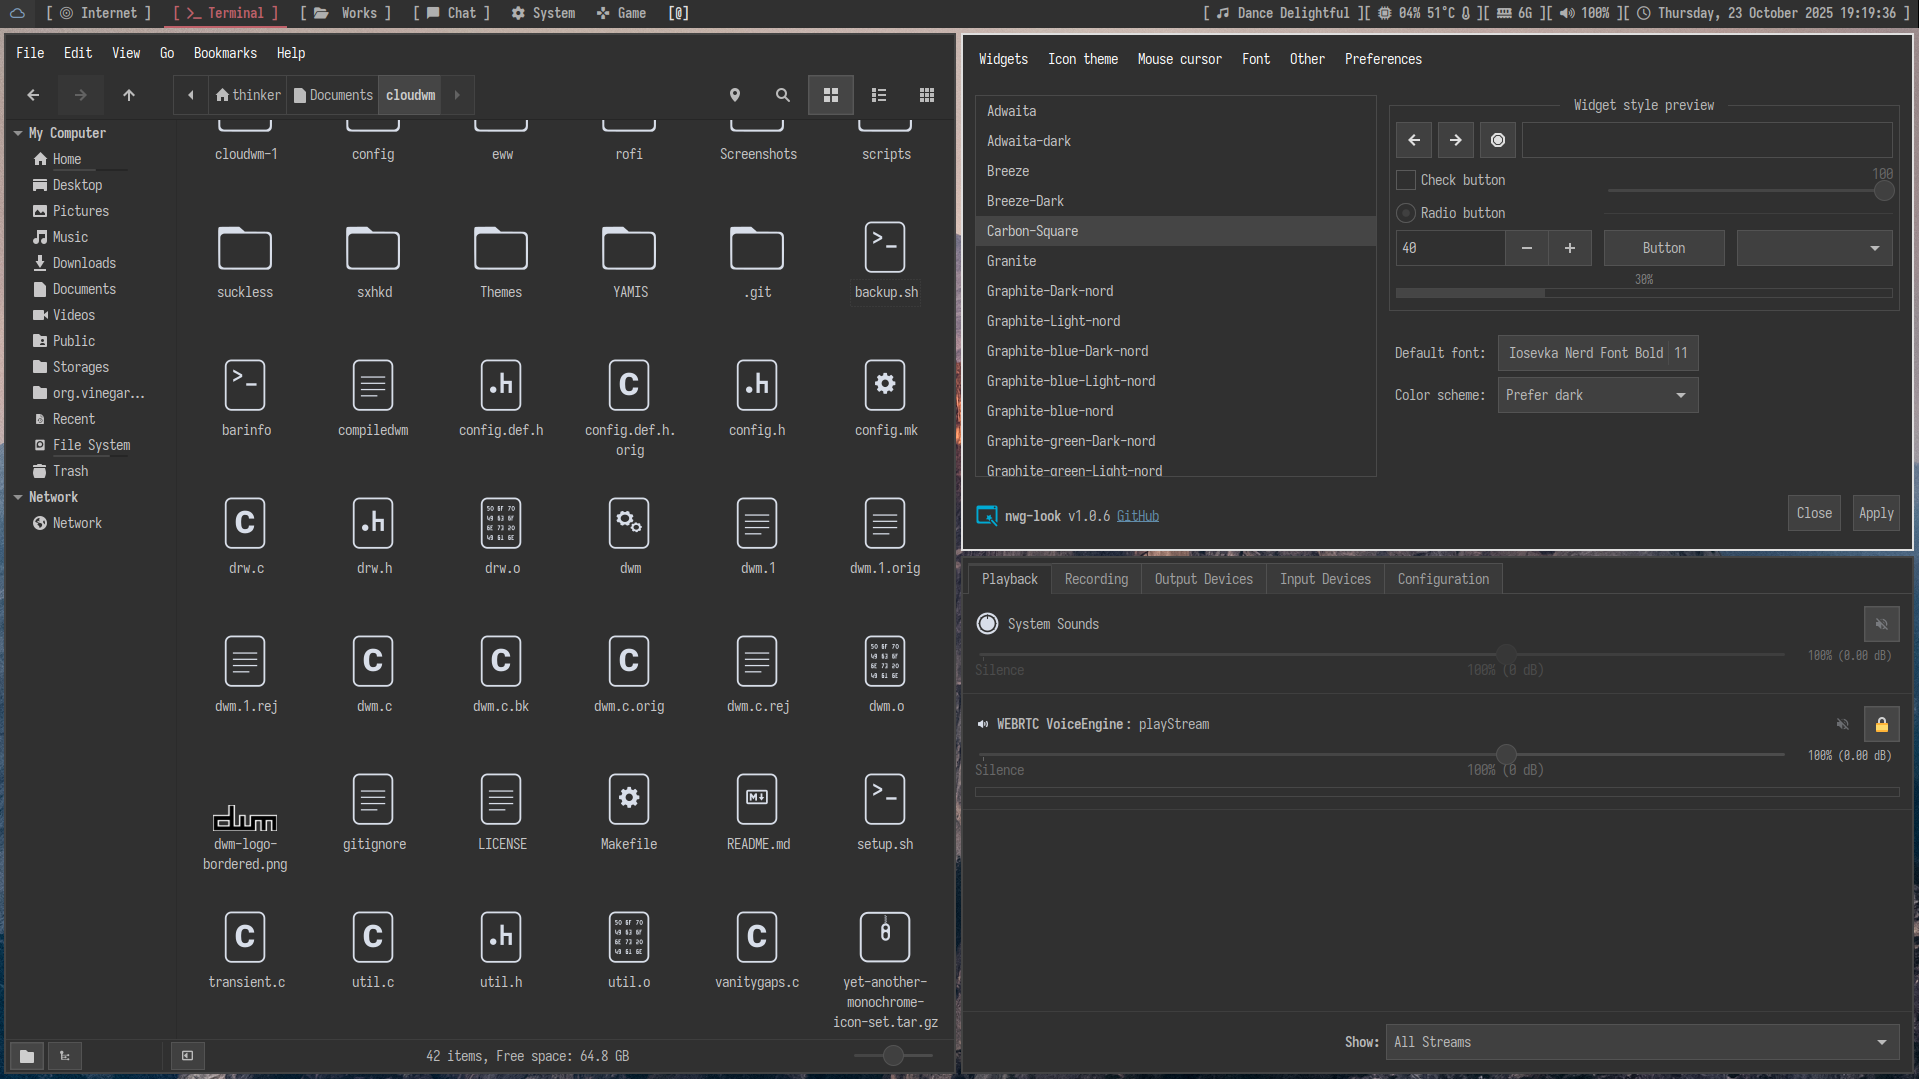 [ Internet ] [ Terminal ] [ Works ] [ Chat ] System Game [@]
[ Dance Delightful ][ 04% 51°C ][ 6G ][ 100% ][ Thursday, 23 October 2025 19:19:36 ]
File Edit View Go Bookmarks Help
thinker Documents cloudwm
My Computer
Home
Desktop
Pictures
Music
Downloads
Documents
Videos
Public
Storages
org.vinegar...
Recent
File System
Trash
Network
Network
cloudwm-1 config eww rofi Screenshots scripts
suckless sxhkd Themes YAMIS .git backup.sh
barinfo compiledwm config.def.h config.def.h. config.h config.mk
orig
drw.c drw.h drw.o dwm dwm.1 dwm.1.orig
dwm.1.rej dwm.c dwm.c.bk dwm.c.orig dwm.c.rej dwm.o
dwm-logo- gitignore LICENSE Makefile README.md setup.sh
bordered.png
transient.c util.c util.h util.o vanitygaps.c yet-another-
monochrome-
icon-set.tar.gz
42 items, Free space: 64.8 GB
Widgets Icon theme Mouse cursor Font Other Preferences
Adwaita
Adwaita-dark
Breeze
Breeze-Dark
Carbon-Square
Granite
Graphite-Dark-nord
Graphite-Light-nord
Graphite-blue-Dark-nord
Graphite-blue-Light-nord
Graphite-blue-nord
Graphite-green-Dark-nord
Graphite-green-Light-nord
Widget style preview
Check button 100
Radio button
40 Button
30%
Default font: Iosevka Nerd Font Bold 11
Color scheme: Prefer dark
nwg-look v1.0.6 GitHub
Close Apply
Playback Recording Output Devices Input Devices Configuration
System Sounds
100% (0.00 dB)
Silence 100% (0 dB)
WEBRTC VoiceEngine: playStream
100% (0.00 dB)
Silence 100% (0 dB)
Show: All Streams